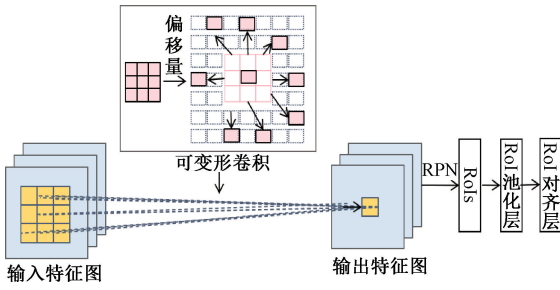 偏移量
可变形卷积
输入特征图
输出特征图
RPN
RoIs
RoI池化层
RoI对齐层